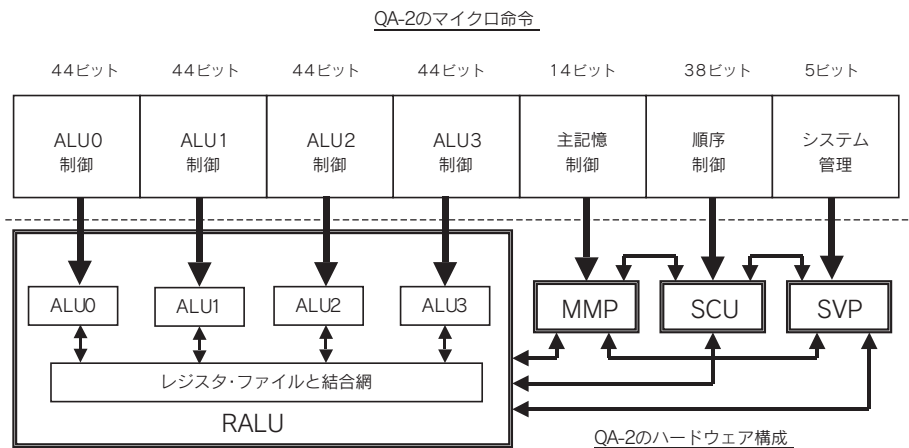 QA-2のマイクロ命令
44ビット 44ビット 44ビット 44ビット 14ビット 38ビット 5ビット
ALU0 ALU1 ALU2 ALU3 主記憶 順序 システム
制御 制御 制御 制御 制御 制御 管理
ALU0 ALU1 ALU2 ALU3 MMP SCU SVP
レジスタ・ファイルと結合網
RALU
QA-2のハードウェア構成